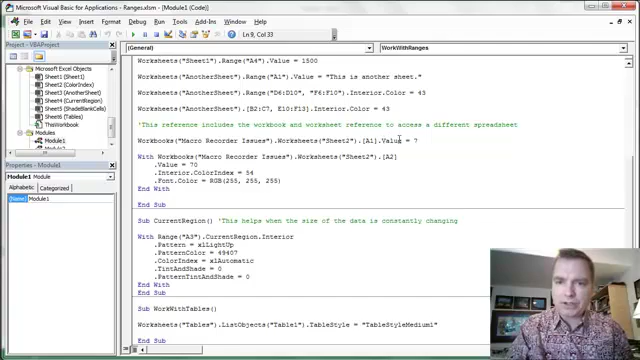 Microsoft Visual Basic for Applications - Ranges.xlsm - [Module1 (Code)]
File Edit View Insert Format Debug Run Tools Add-Ins Window Help
Ln 9, Col 33
Project - VBAProject
Microsoft Excel Objects
Sheet1 (Sheet1)
Sheet2 (ColorIndex)
Sheet3 (AnotherSheet)
Sheet4 (CurrentRegion)
Sheet5 (ShadeBlankCells)
Sheet6 (Tables)
ThisWorkbook
Modules
Module1
Properties - Module1
Module1 Module
Alphabetic Categorized
(Name) Module1
(General) WorkWithRanges
Worksheets("Sheet1").Range("A4").Value = 1500
Worksheets("AnotherSheet").Range("A1").Value = "This is another sheet."
Worksheets("AnotherSheet").Range("D6:D10", "F6:F10").Interior.Color = 43
Worksheets("AnotherSheet").[B2:C7, E10:F13].Interior.Color = 43
'This reference includes the workbook and worksheet reference to access a different spreadsheet
Workbooks("Macro Recorder Issues").Worksheets("Sheet2").[A1].Value = 7
With Workbooks("Macro Recorder Issues").Worksheets("Sheet2").[A2]
.Value = 70
.Interior.ColorIndex = 54
.Font.Color = RGB(255, 255, 255)
End With
End Sub
Sub CurrentRegion() 'This helps when the size of the data is constantly changing
With Range("A3").CurrentRegion.Interior
.Pattern = xlLightUp
.PatternColor = 49407
.ColorIndex = xlAutomatic
.TintAndShade = 0
.PatternTintAndShade = 0
End With
End Sub
Sub WorkWithTables()
Worksheets("Tables").ListObjects("Table1").TableStyle = "TableStyleMedium1"
End Sub